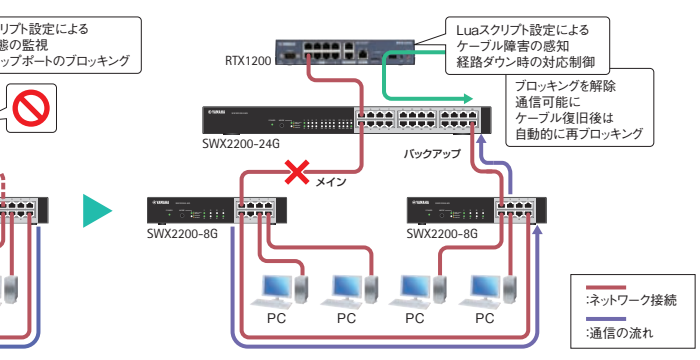 リプト設定による
態の監視
ップポートのブロッキング
RTX1200
Luaスクリプト設定による
ケーブル障害の感知
経路ダウン時の対応制御
ブロッキングを解除
通信可能に
ケーブル復旧後は
自動的に再ブロッキング
YAMAHA
SWX2200-24G
バックアップ
メイン
YAMAHA
SWX2200-8G
YAMAHA
SWX2200-8G
PC
PC
PC
PC
:ネットワーク接続
:通信の流れ